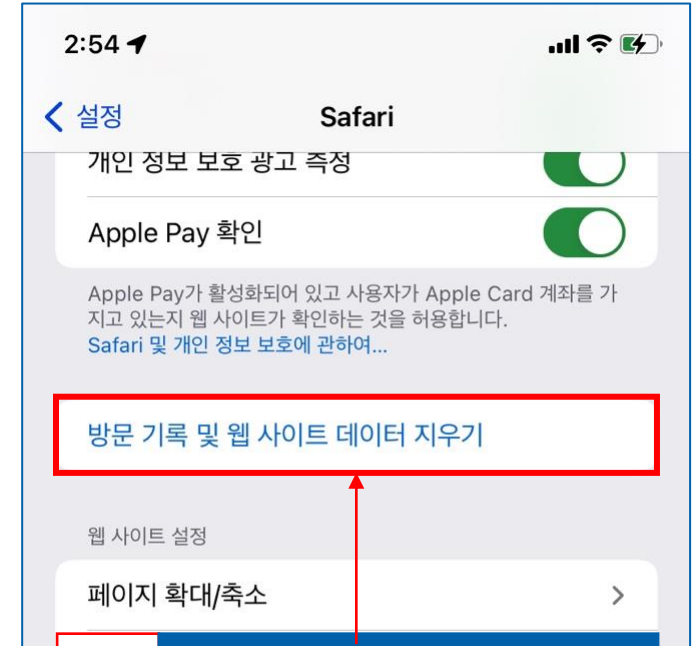 2:54
설정
Safari
개인 정보 보호 광고 측정
Apple Pay 확인
Apple Pay가 활성화되어 있고 사용자가 Apple Card 계좌를 가
지고 있는지 웹 사이트가 확인하는 것을 허용합니다.
Safari 및 개인 정보 보호에 관하여...
방문 기록 및 웹 사이트 데이터 지우기
웹 사이트 설정
페이지 확대/축소